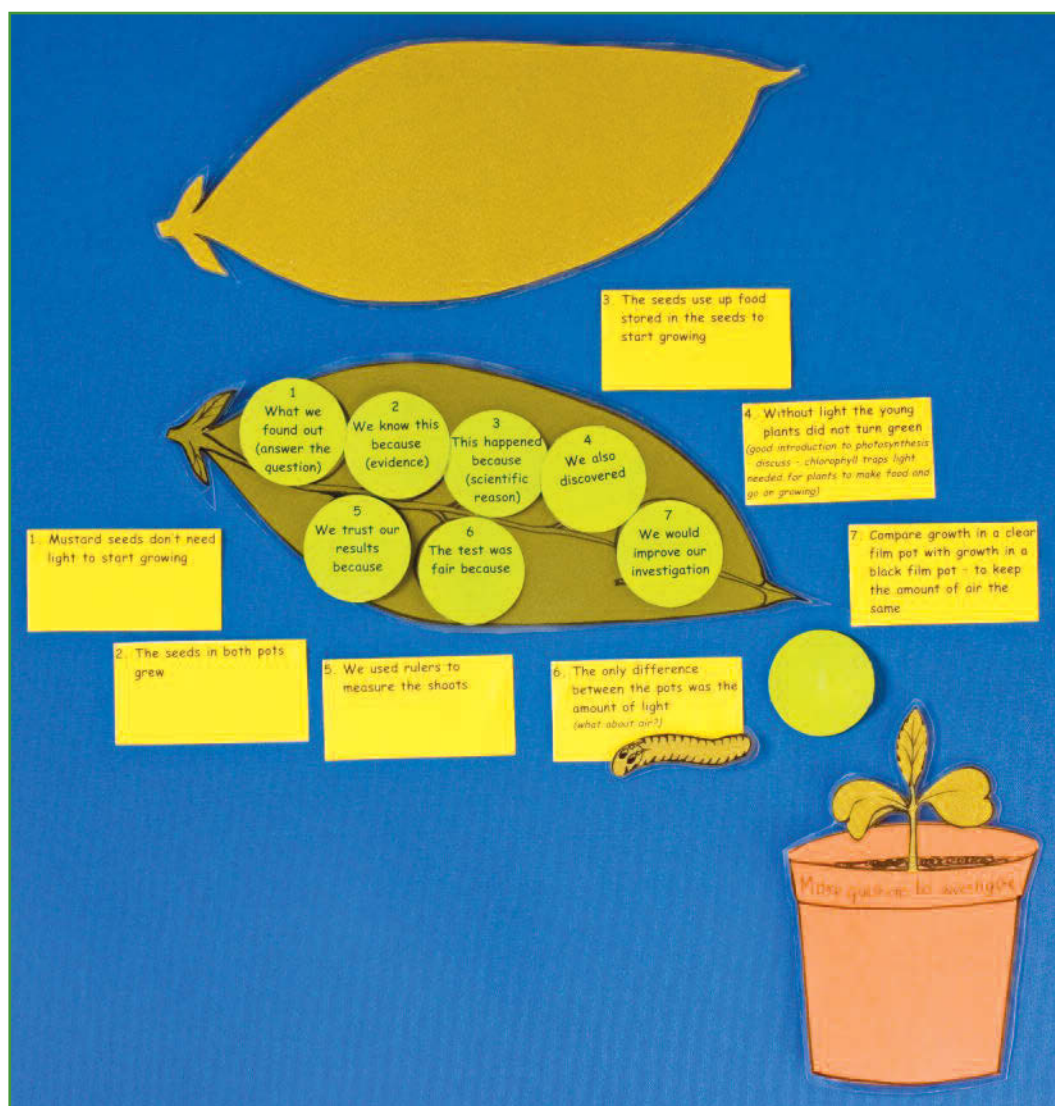 3. The seeds use up food
stored in the seeds to
start growing
1
What we
found out
(answer the
question)
2
We know this
because
(evidence)
3
This happened
because
(scientific
reason)
4
We also
discovered
4. Without light the young
plants did not turn green
(good introduction to photosynthesis
discuss - chlorophyll traps light
needed for plants to make food and
go on growing)
5
We trust our
results
because
6
The test was
fair because
7
We would
improve our
investigation
1. Mustard seeds don't need
light to start growing
7. Compare growth in a clear
film pot with growth in a
black film pot - to keep
the amount of air the
same
2. The seeds in both pots
grew
5. We used rulers to
measure the shoots
6. The only difference
between the pots was the
amount of light
(what about air?)
More questions to investigate